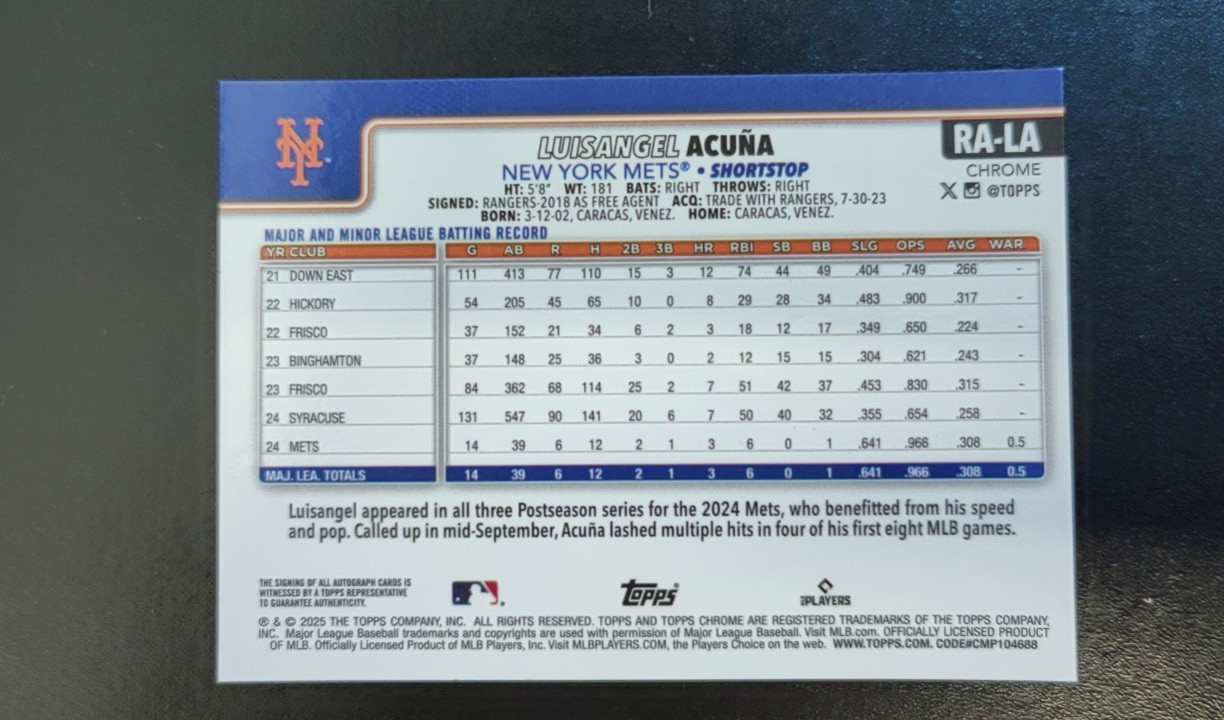 NY
LUISANGEL ACUÑA
RA-LA
NEW YORK METS® • SHORTSTOP
CHROME
HT: 5'8" WT: 181 BATS: RIGHT THROWS: RIGHT
X @TOPPS
SIGNED: RANGERS-2018 AS FREE AGENT ACQ: TRADE WITH RANGERS, 7-30-23
BORN: 3-12-02, CARACAS, VENEZ. HOME: CARACAS, VENEZ.
MAJOR AND MINOR LEAGUE BATTING RECORD
YR CLUB G AB R H 2B 3B HR RBI SB BB SLG OPS AVG WAR
21 DOWN EAST 111 413 77 110 15 3 12 74 44 49 .404 .749 .266 -
22 HICKORY 54 205 45 65 10 0 8 29 28 34 .483 .900 .317 -
22 FRISCO 37 152 21 34 6 2 3 18 12 17 .349 .650 .224 -
23 BINGHAMTON 37 148 25 36 3 0 2 12 15 15 .304 .621 .243 -
23 FRISCO 84 362 68 114 25 2 7 51 42 37 .453 .830 .315 -
24 SYRACUSE 131 547 90 141 20 6 7 50 40 32 .355 .654 .258 -
24 METS 14 39 6 12 2 1 3 6 0 1 .641 .966 .308 0.5
MAJ. LEA. TOTALS 14 39 6 12 2 1 3 6 0 1 .641 .966 .308 0.5
Luisangel appeared in all three Postseason series for the 2024 Mets, who benefitted from his speed
and pop. Called up in mid-September, Acuña lashed multiple hits in four of his first eight MLB games.
THE SIGNING OF ALL AUTOGRAPH CARDS IS
WITNESSED BY A TOPPS REPRESENTATIVE
TO GUARANTEE AUTHENTICITY.
Topps®
PLAYERS
® & © 2025 THE TOPPS COMPANY, INC. ALL RIGHTS RESERVED. TOPPS AND TOPPS CHROME ARE REGISTERED TRADEMARKS OF THE TOPPS COMPANY,
INC. Major League Baseball trademarks and copyrights are used with permission of Major League Baseball. Visit MLB.com. OFFICIALLY LICENSED PRODUCT
OF MLB. Officially Licensed Product of MLB Players, Inc. Visit MLBPLAYERS.COM, the Players Choice on the web. WWW.TOPPS.COM. CODE#CMP104688